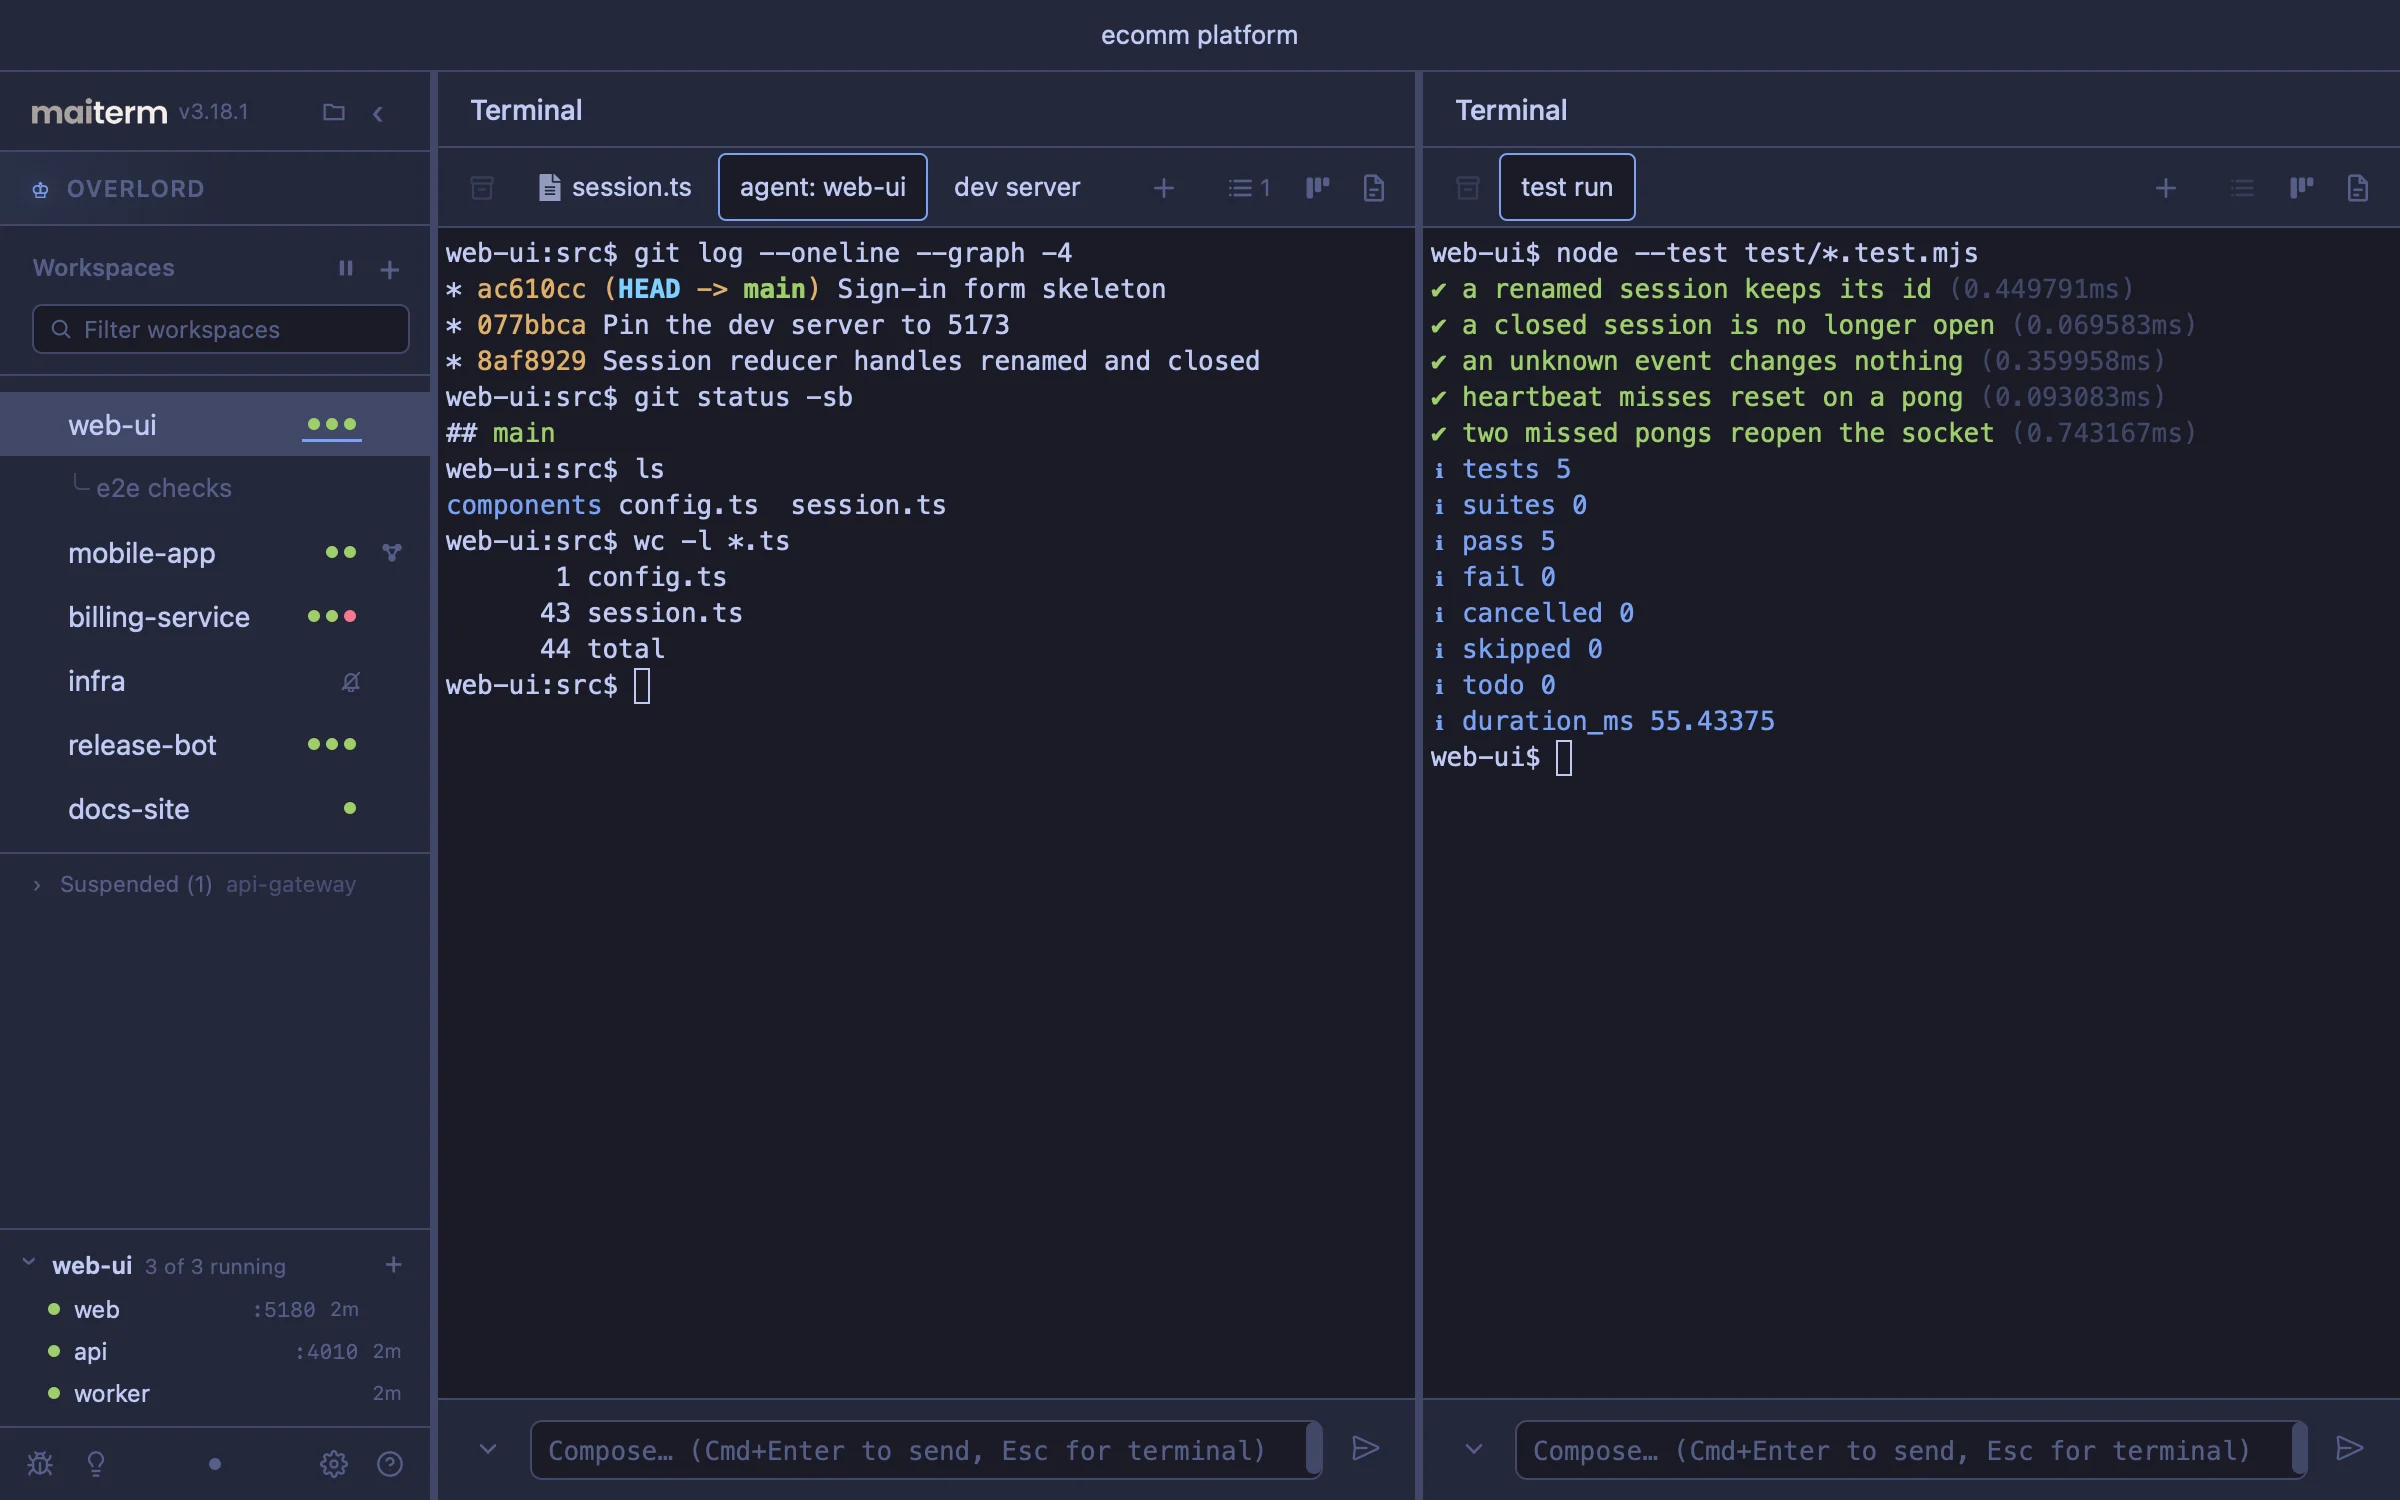 ecomm platform
maiterm v3.18.1
OVERLORD
Workspaces
Filter workspaces
web-ui
e2e checks
mobile-app
billing-service
infra
release-bot
docs-site
Suspended (1) api-gateway
web-ui 3 of 3 running
web :5180 2m
api :4010 2m
worker 2m
Terminal
session.ts agent: web-ui dev server 1
web-ui:src$ git log --oneline --graph -4
* ac610cc (HEAD -> main) Sign-in form skeleton
* 077bbca Pin the dev server to 5173
* 8af8929 Session reducer handles renamed and closed
web-ui:src$ git status -sb
## main
web-ui:src$ ls
components config.ts  session.ts
web-ui:src$ wc -l *.ts
       1 config.ts
      43 session.ts
      44 total
web-ui:src$
Compose… (Cmd+Enter to send, Esc for terminal)
Terminal
test run
web-ui$ node --test test/*.test.mjs
✔ a renamed session keeps its id (0.449791ms)
✔ a closed session is no longer open (0.069583ms)
✔ an unknown event changes nothing (0.359958ms)
✔ heartbeat misses reset on a pong (0.093083ms)
✔ two missed pongs reopen the socket (0.743167ms)
ℹ tests 5
ℹ suites 0
ℹ pass 5
ℹ fail 0
ℹ cancelled 0
ℹ skipped 0
ℹ todo 0
ℹ duration_ms 55.43375
web-ui$
Compose… (Cmd+Enter to send, Esc for terminal)